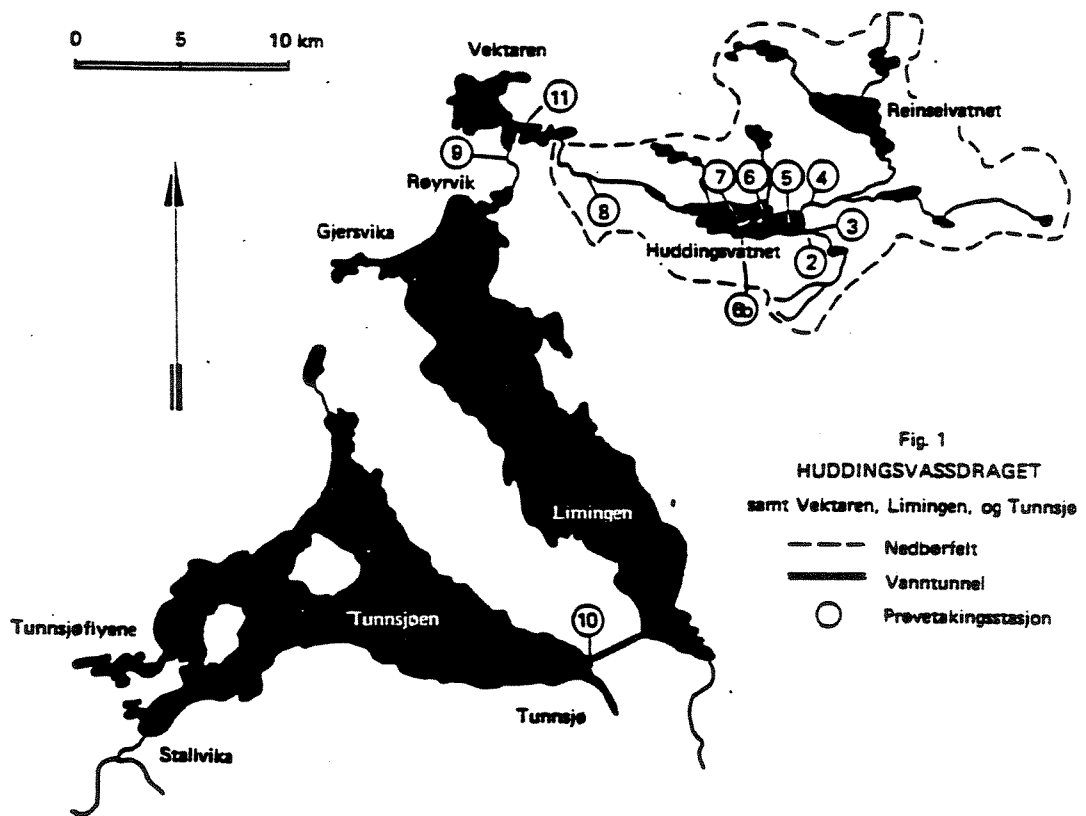 0 5 10 km
Vektaren
11
Reinselvatnet
9
Røyrvik
7 6 5 4
8
3
Gjersvika
Huddingsvatnet
2
6b
Fig. 1
HUDDINGSVASSDRAGET
samt Vektaren, Limingen, og Tunnsjø
Limingen
Nedbørfelt
Vanntunnel
Tunnsjøen
10
Prøvetakingsstasjon
Tunnsjøflyene
Tunnsjø
Stallvika